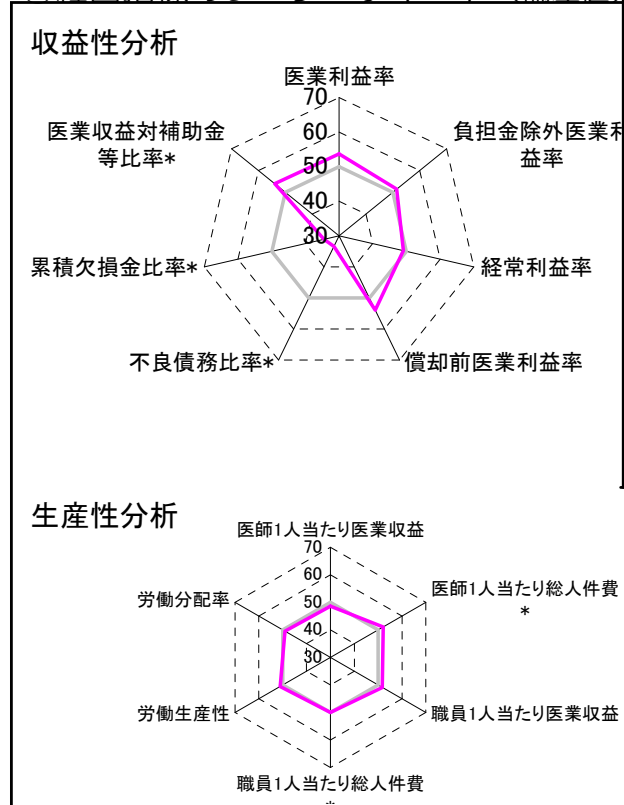 収益性分析
医業利益率
70
60
50
40
30
負担金除外医業利
益率
経常利益率
償却前医業利益率
不良債務比率*
累積欠損金比率*
医業収益対補助金
等比率*
生産性分析
医師1人当たり医業収益
70
60
50
40
30
医師1人当たり総人件費
*
職員1人当たり医業収益
職員1人当たり総人件費
*
労働生産性
労働分配率